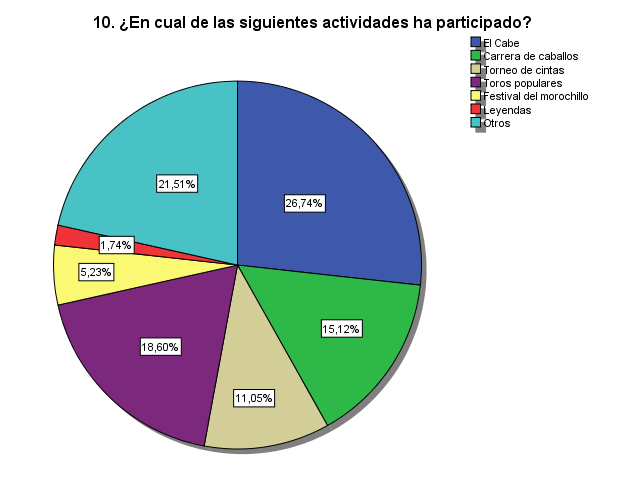 10. ¿En cual de las siguientes actividades ha participado?
El Cabe
Carrera de caballos
Torneo de cintas
Toros populares
Festival del morochillo
Leyendas
Otros
21,51%
26,74%
1,74%
5,23%
15,12%
18,60%
11,05%